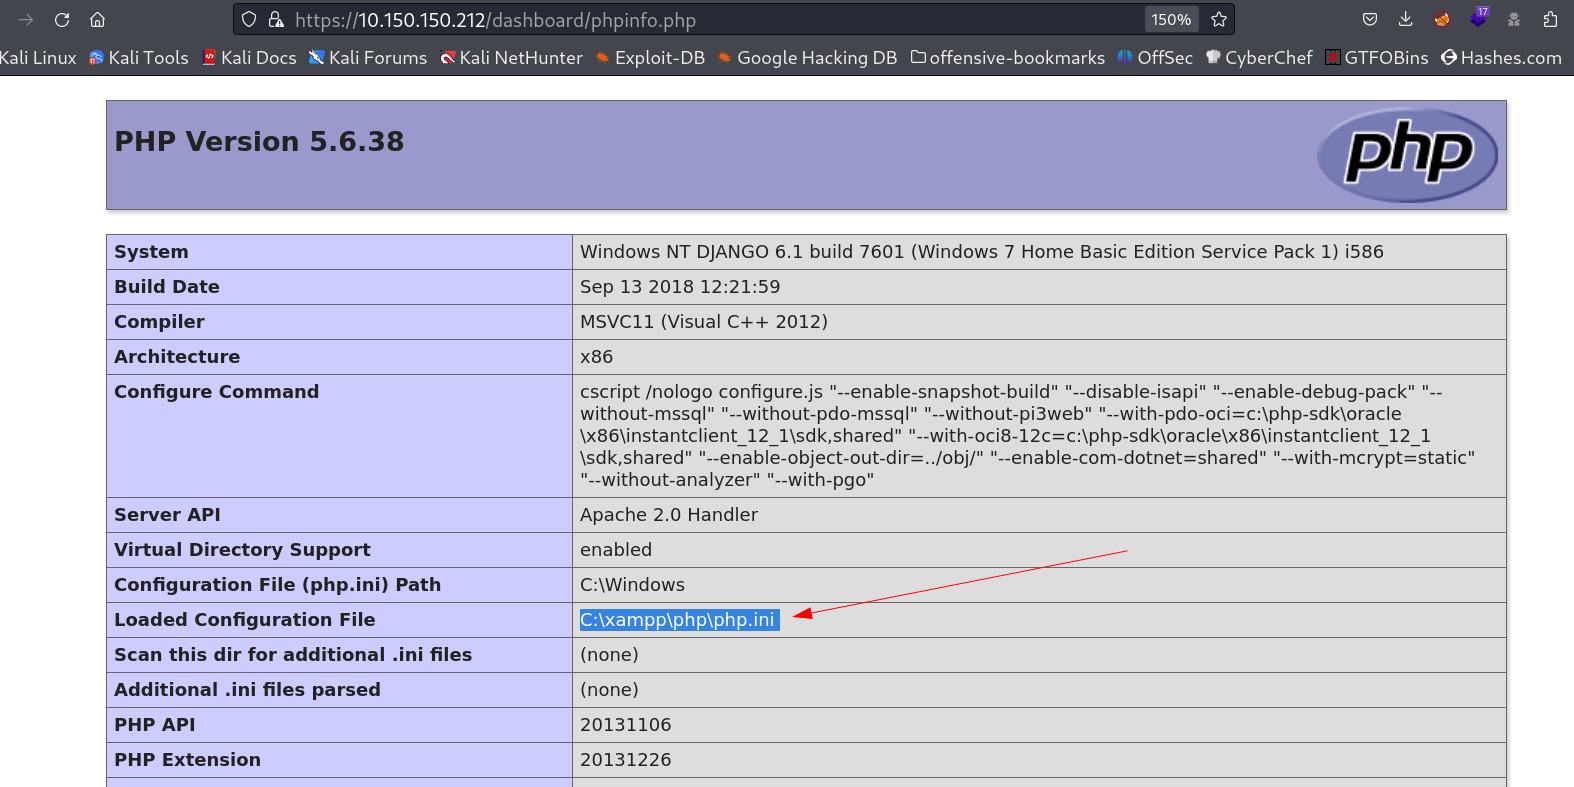 https://10.150.150.212/dashboard/phpinfo.php
150%
17
Kali Linux
Kali Tools
Kali Docs
Kali Forums
Kali NetHunter
Exploit-DB
Google Hacking DB
offensive-bookmarks
OffSec
CyberChef
GTFOBins
Hashes.com
PHP Version 5.6.38
php
System
Windows NT DJANGO 6.1 build 7601 (Windows 7 Home Basic Edition Service Pack 1) i586
Build Date
Sep 13 2018 12:21:59
Compiler
MSVC11 (Visual C++ 2012)
Architecture
x86
Configure Command
cscript /nologo configure.js "--enable-snapshot-build" "--disable-isapi" "--enable-debug-pack" "--
without-mssql" "--without-pdo-mssql" "--without-pi3web" "--with-pdo-oci=c:\php-sdk\oracle
\x86\instantclient_12_1\sdk,shared" "--with-oci8-12c=c:\php-sdk\oracle\x86\instantclient_12_1
\sdk,shared" "--enable-object-out-dir=../obj/" "--enable-com-dotnet=shared" "--with-mcrypt=static"
"--without-analyzer" "--with-pgo"
Server API
Apache 2.0 Handler
Virtual Directory Support
enabled
Configuration File (php.ini) Path
C:\Windows
Loaded Configuration File
C:\xampp\php\php.ini
Scan this dir for additional .ini files
(none)
Additional .ini files parsed
(none)
PHP API
20131106
PHP Extension
20131226